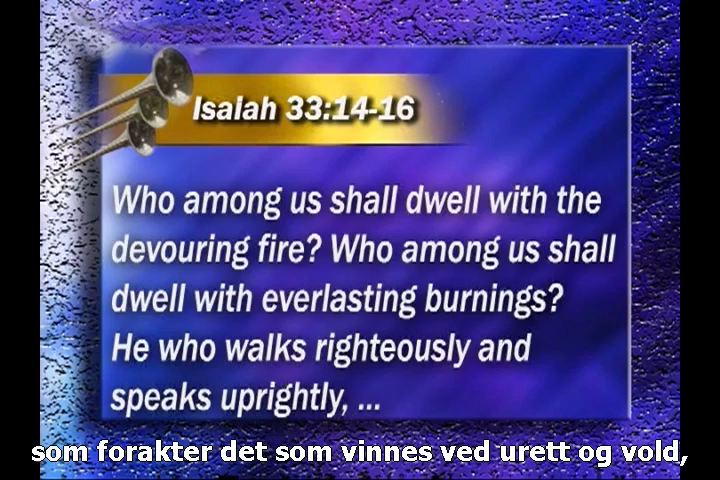 Isaiah 33:14-16
Who among us shall dwell with the
devouring fire? Who among us shall
dwell with everlasting burnings?
He who walks righteously and
speaks uprightly, ...
som forakter det som vinnes ved urett og vold,